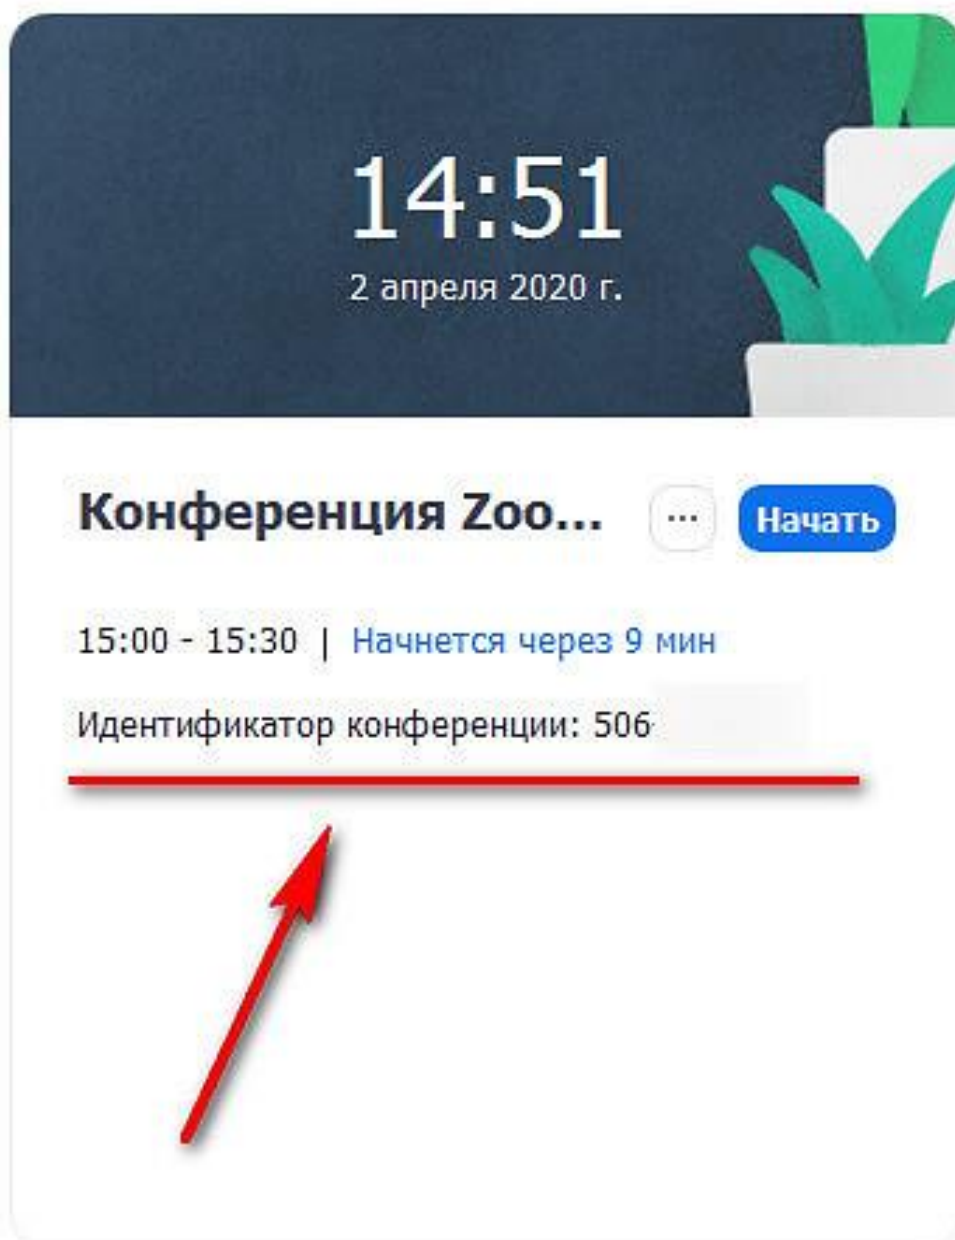 14:51
2 апреля 2020 г.
Конференция Zoo... ... Начать
15:00 - 15:30 | Начнется через 9 мин
Идентификатор конференции: 506